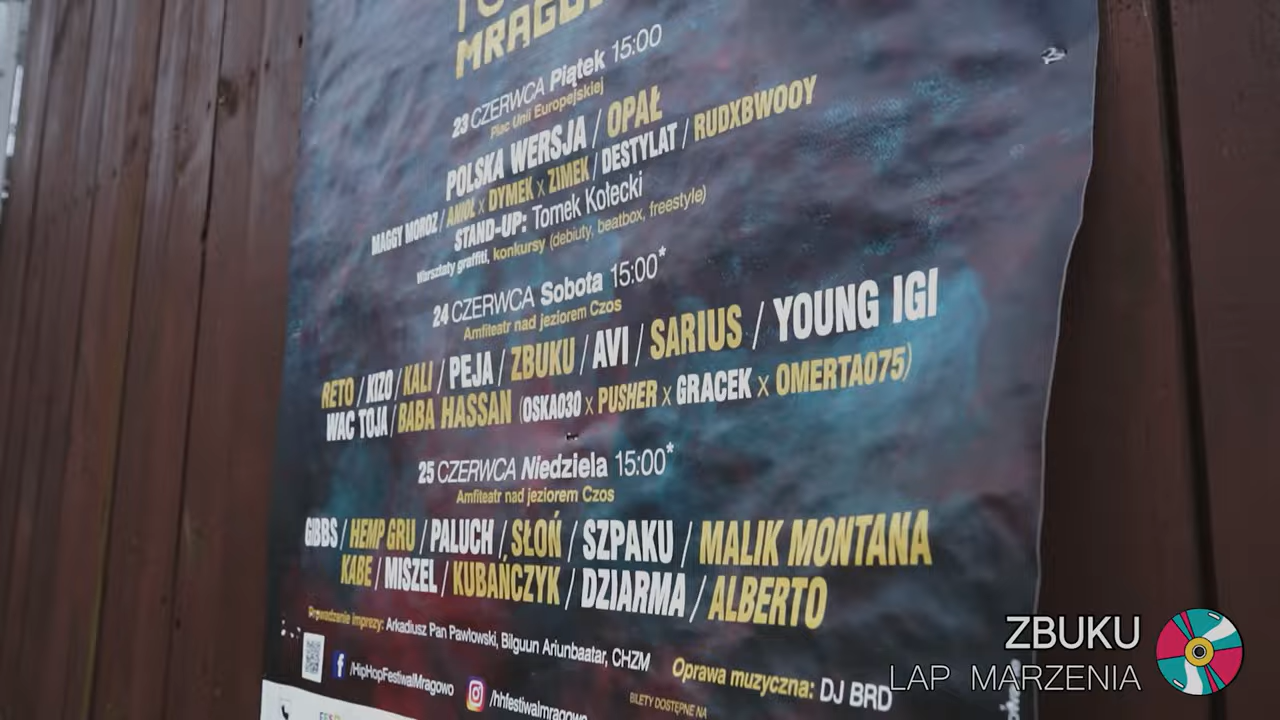 MRĄGOWO
23 CZERWCA Piątek 15:00
Plac Unii Europejskiej
POLSKA WERSJA / OPAŁ
MAGGY MOROZ / ANIOŁ x DYMEK x ZIMEK / DESTYLAT / RUDXBWOOY
STAND-UP: Tomek Kołecki
Warsztaty graffiti, konkursy (debiuty, beatbox, freestyle)
24 CZERWCA Sobota 15:00*
Amfiteatr nad jeziorem Czos
RETO / KIZO / KALI / PEJA / ZBUKU / AVI / SARIUS / YOUNG IGI
WAC TOJA / BABA HASSAN (OSKA030 x PUSHER x GRACEK x OMERTA075)
25 CZERWCA Niedziela 15:00*
Amfiteatr nad jeziorem Czos
GIBBS / HEMP GRU / PALUCH / SŁOŃ / SZPAKU / MALIK MONTANA
KABE / MISZEL / KUBAŃCZYK / DZIARMA / ALBERTO
Prowadzanie imprezy: Arkadiusz Pan Pawłowski, Bilguun Ariunbaatar, CHZM
Oprawa muzyczna: DJ BRD
/HipHopFestiwalMragowo
/hhfestiwalmragowo
BILETY DOSTĘPNE NA
ZBUKU
LAP MARZENIA